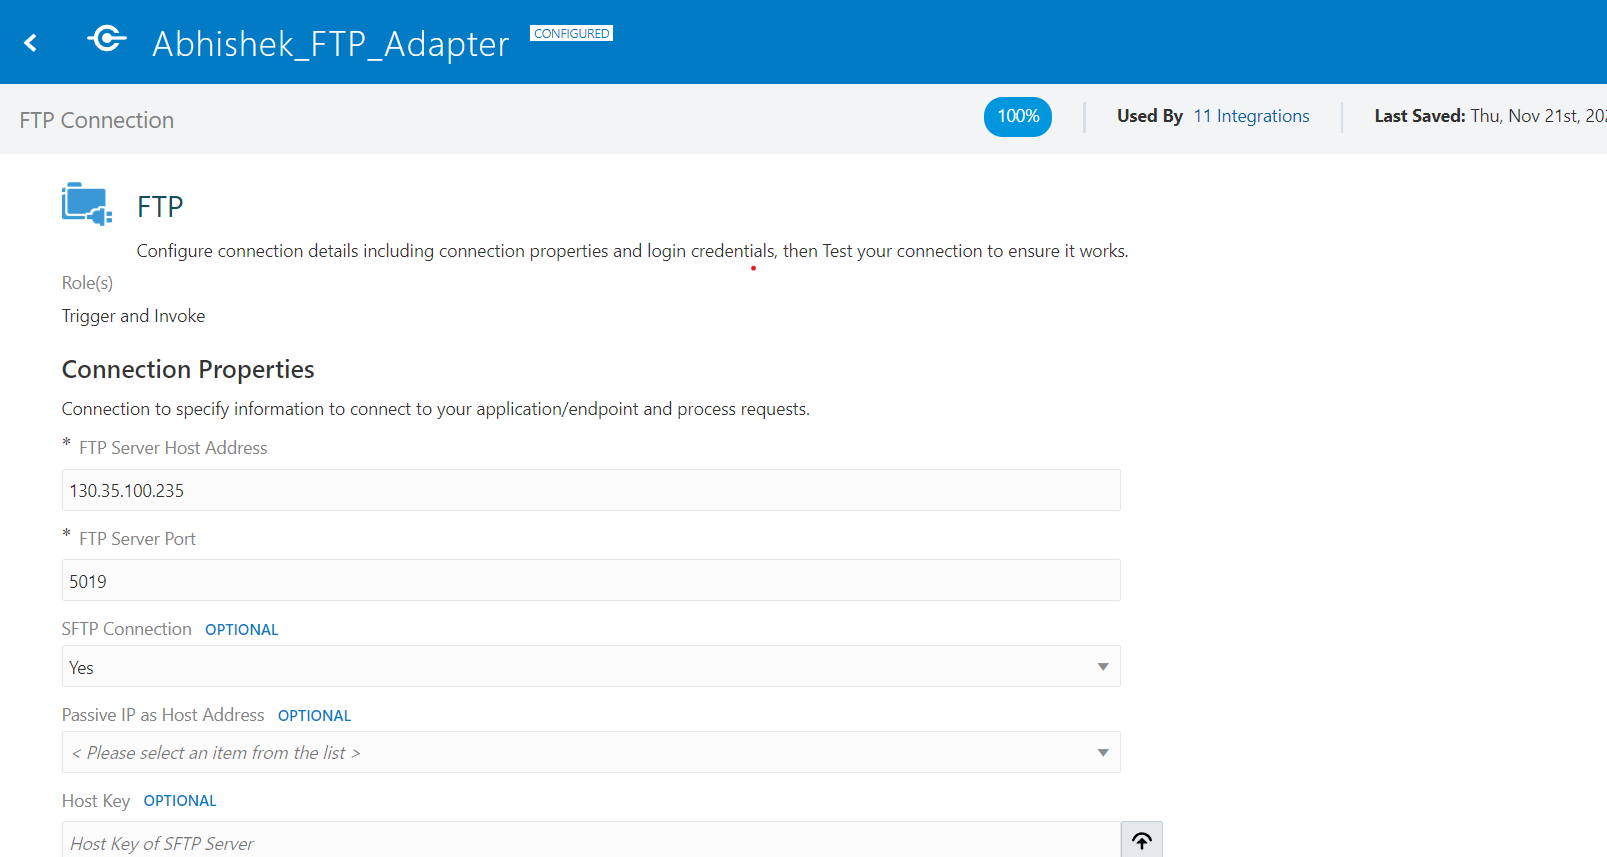 Abhishek_FTP_Adapter CONFIGURED
FTP Connection 100% Used By 11 Integrations Last Saved: Thu, Nov 21st,
FTP
Configure connection details including connection properties and login credentials, then Test your connection to ensure it works.
Role(s)
Trigger and Invoke
Connection Properties
Connection to specify information to connect to your application/endpoint and process requests.
* FTP Server Host Address
130.35.100.235
* FTP Server Port
5019
SFTP Connection OPTIONAL
Yes
Passive IP as Host Address OPTIONAL
< Please select an item from the list >
Host Key OPTIONAL
Host Key of SFTP Server